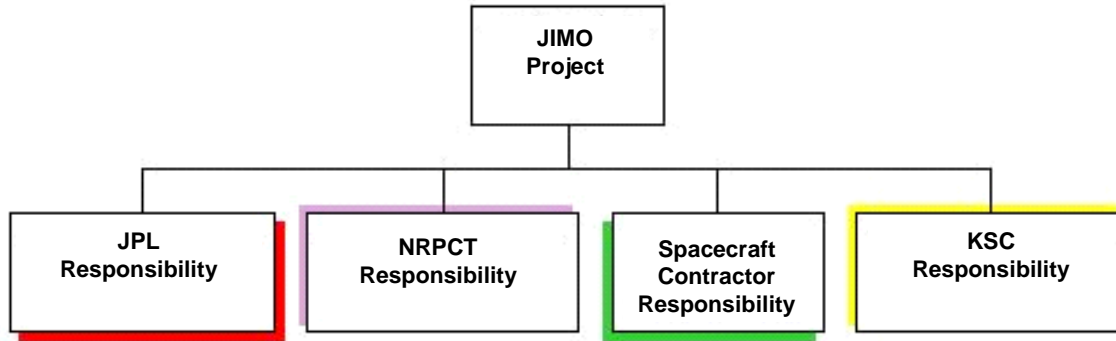 JIMO
Project
JPL
Responsibility
NRPCT
Responsibility
Spacecraft
Contractor
Responsibility
KSC
Responsibility